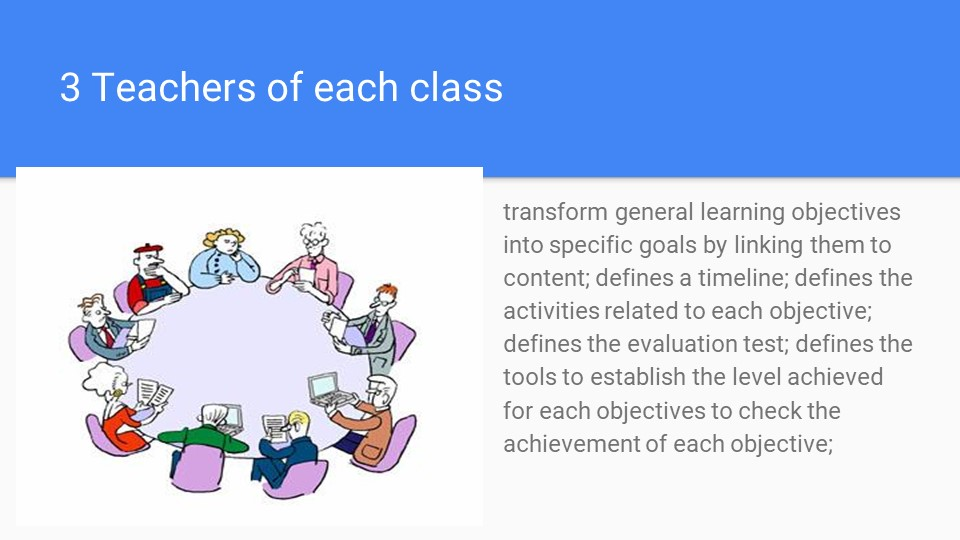 3 Teachers of each class
transform general learning objectives
into specific goals by linking them to
content; defines a timeline; defines the
activities related to each objective;
defines the evaluation test; defines the
tools to establish the level achieved
for each objectives to check the
achievement of each objective;